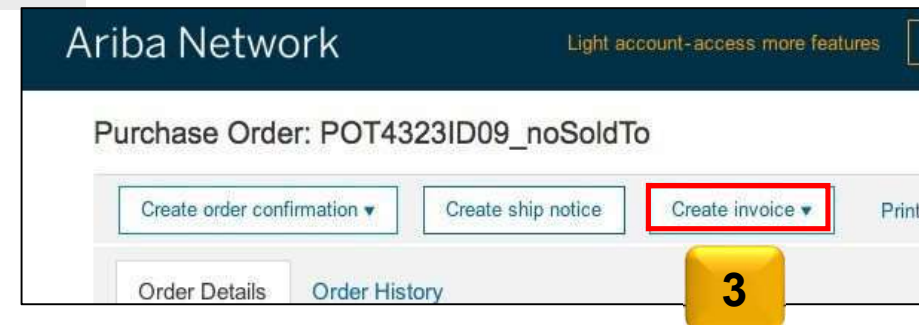 Ariba Network
Light account-access more features
Purchase Order: POT4323ID09_noSoldTo
Create order confirmation ▾ Create ship notice Create invoice ▾ Print
Order Details Order History
3